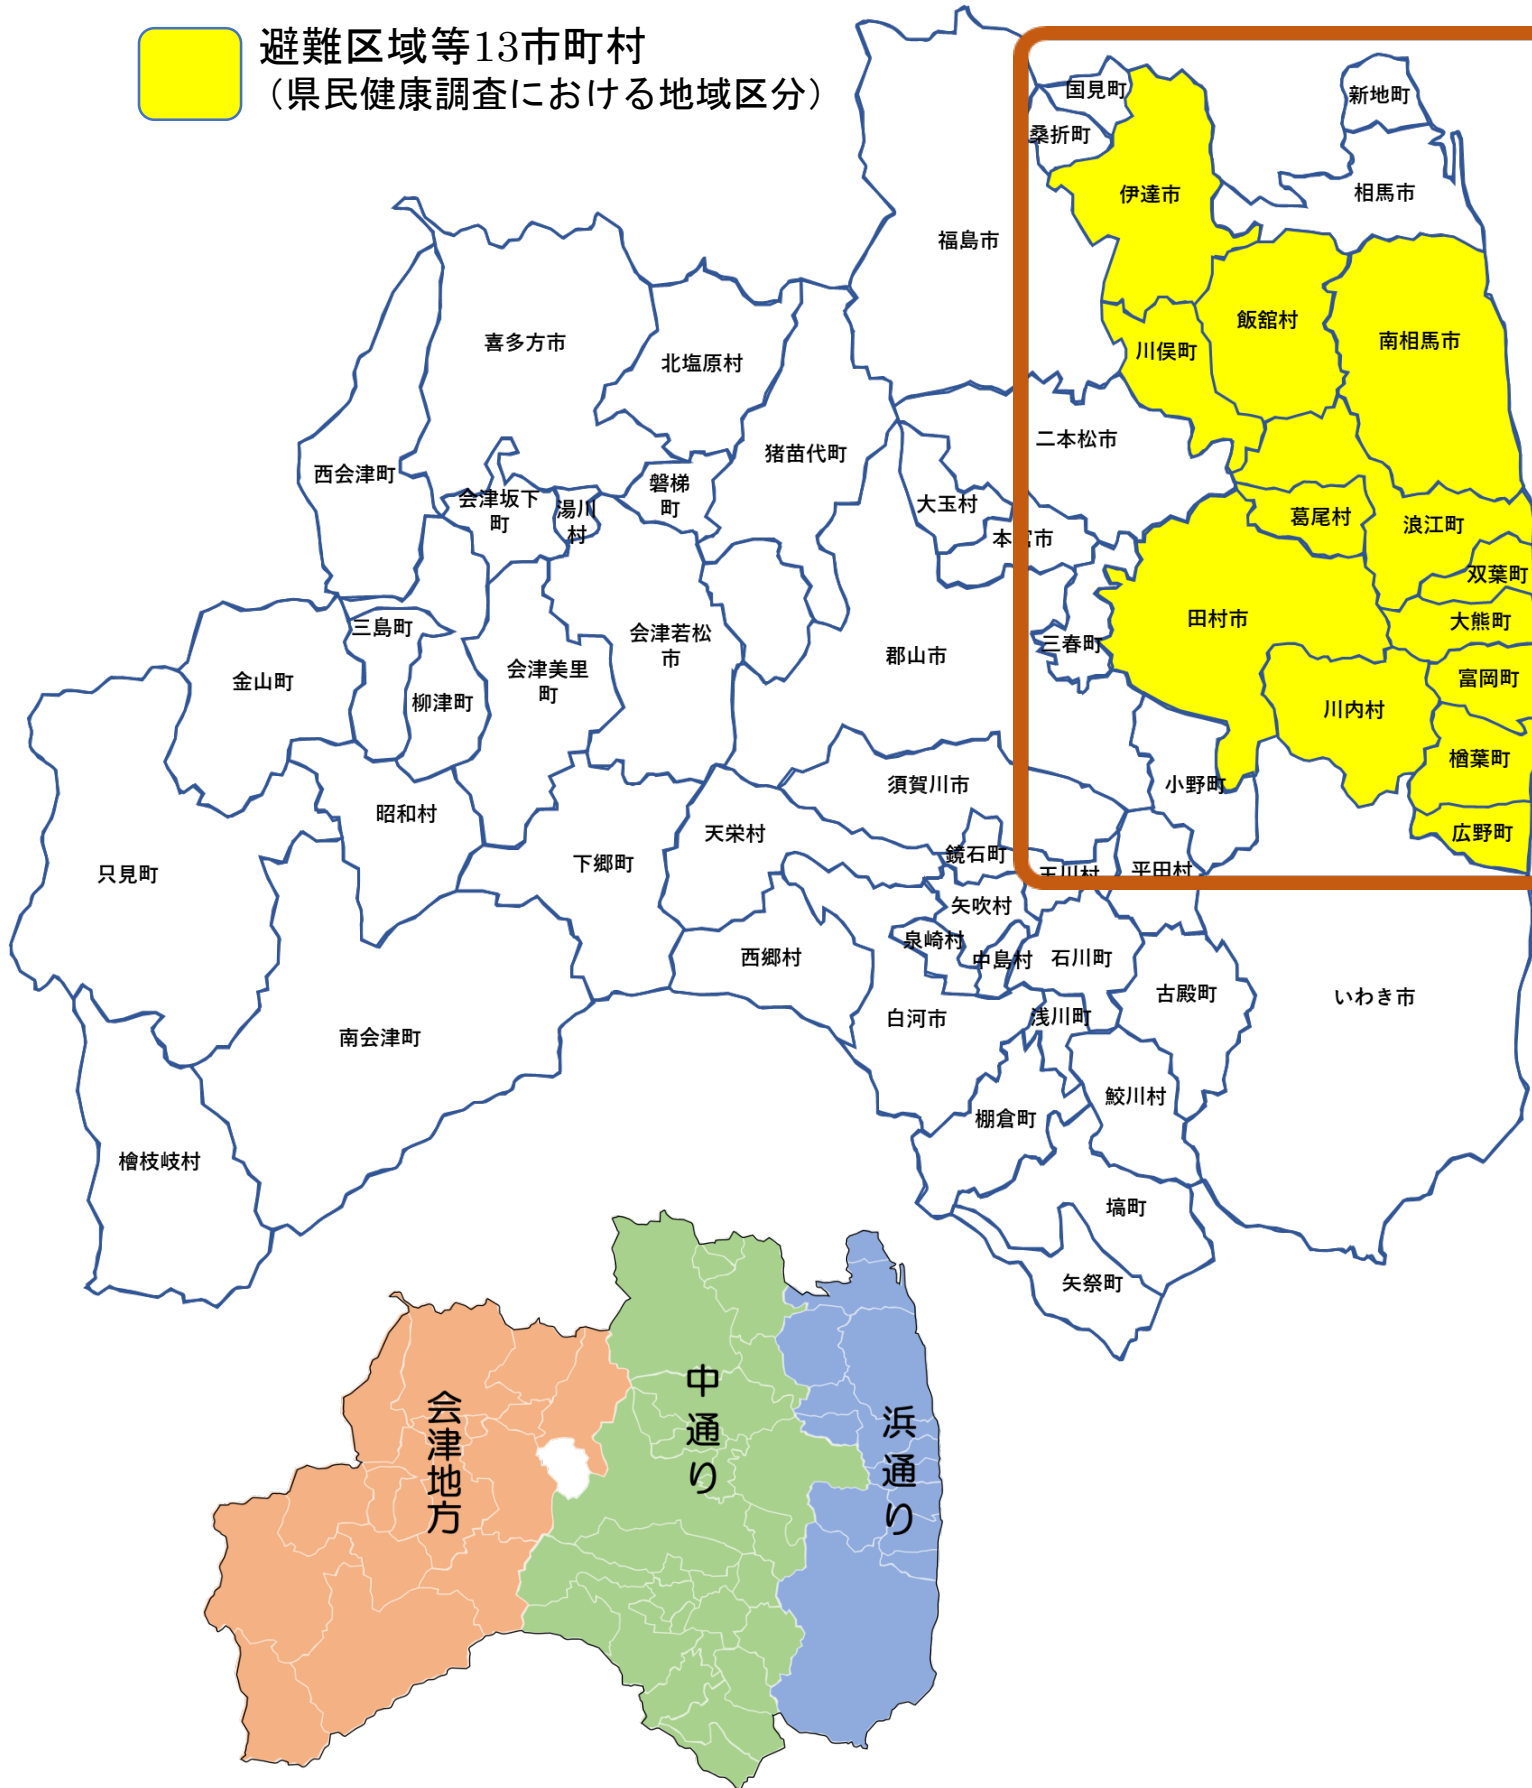 避難区域等13市町村
（県民健康調査における地域区分）
国見町
新地町
桑折町
伊達市
相馬市
福島市
飯舘村
南相馬市
喜多方市
川俣町
北塩原村
二本松市
猪苗代町
西会津町
磐梯
町
会津坂下
町
湯川
村
大玉村
葛尾村
浪江町
本宮市
双葉町
田村市
大熊町
三島町
会津若松
市
三春町
郡山市
会津美里
町
金山町
富岡町
柳津町
川内村
楢葉町
須賀川市
小野町
昭和村
天栄村
広野町
鏡石町
下郷町
只見町
玉川村
平田村
矢吹村
泉崎村
西郷村
中島村
石川町
古殿町
いわき市
白河市
浅川町
南会津町
鮫川村
棚倉町
檜枝岐村
塙町
矢祭町
会津地方
中通り
浜通り